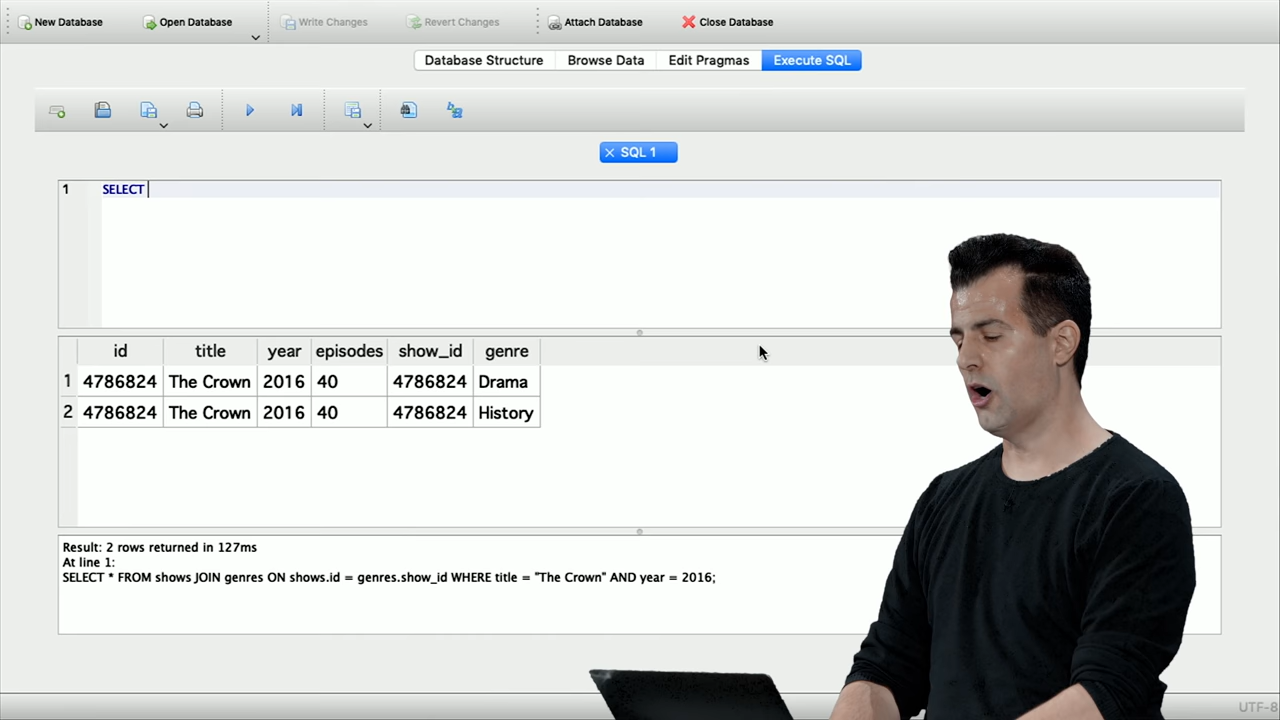 New Database Open Database Write Changes Revert Changes Attach Database Close Database
Database Structure Browse Data Edit Pragmas Execute SQL
SQL 1
1 SELECT
id title year episodes show_id genre
1 4786824 The Crown 2016 40 4786824 Drama
2 4786824 The Crown 2016 40 4786824 History
Result: 2 rows returned in 127ms
At line 1:
SELECT * FROM shows JOIN genres ON shows.id = genres.show_id WHERE title = "The Crown" AND year = 2016;
UTF-8